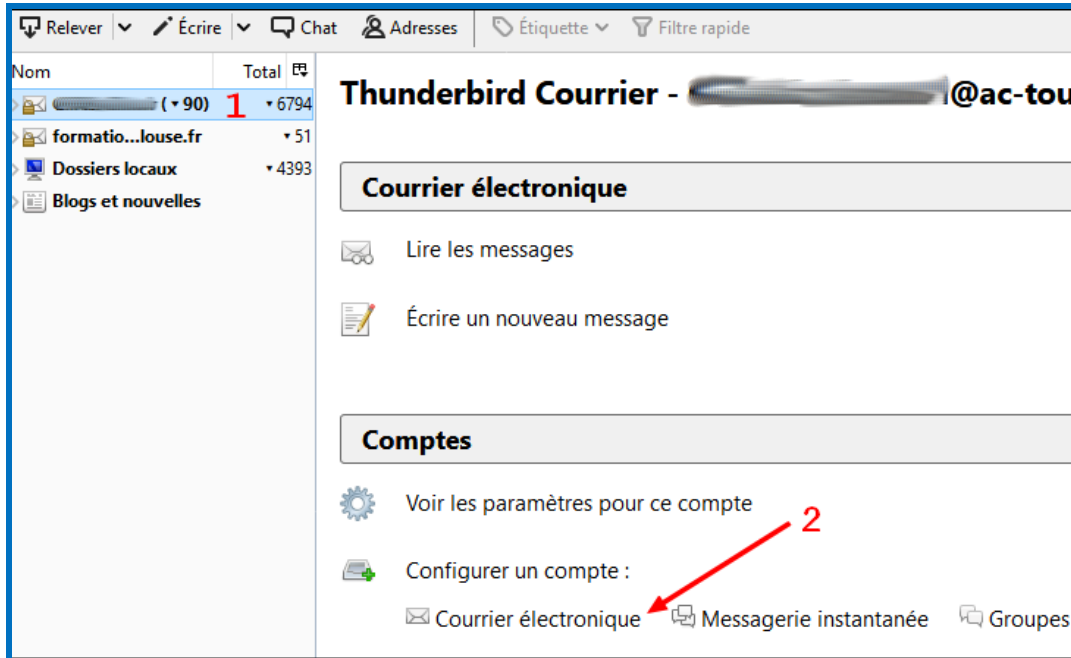 Relever Écrire Chat Adresses Étiquette Filtre rapide
Nom Total
(90) 1 6794
formatio...louse.fr 51
Dossiers locaux 4393
Blogs et nouvelles
Thunderbird Courrier - @ac-tou
Courrier électronique
Lire les messages
Écrire un nouveau message
Comptes
Voir les paramètres pour ce compte
2
Configurer un compte :
Courrier électronique Messagerie instantanée Groupes